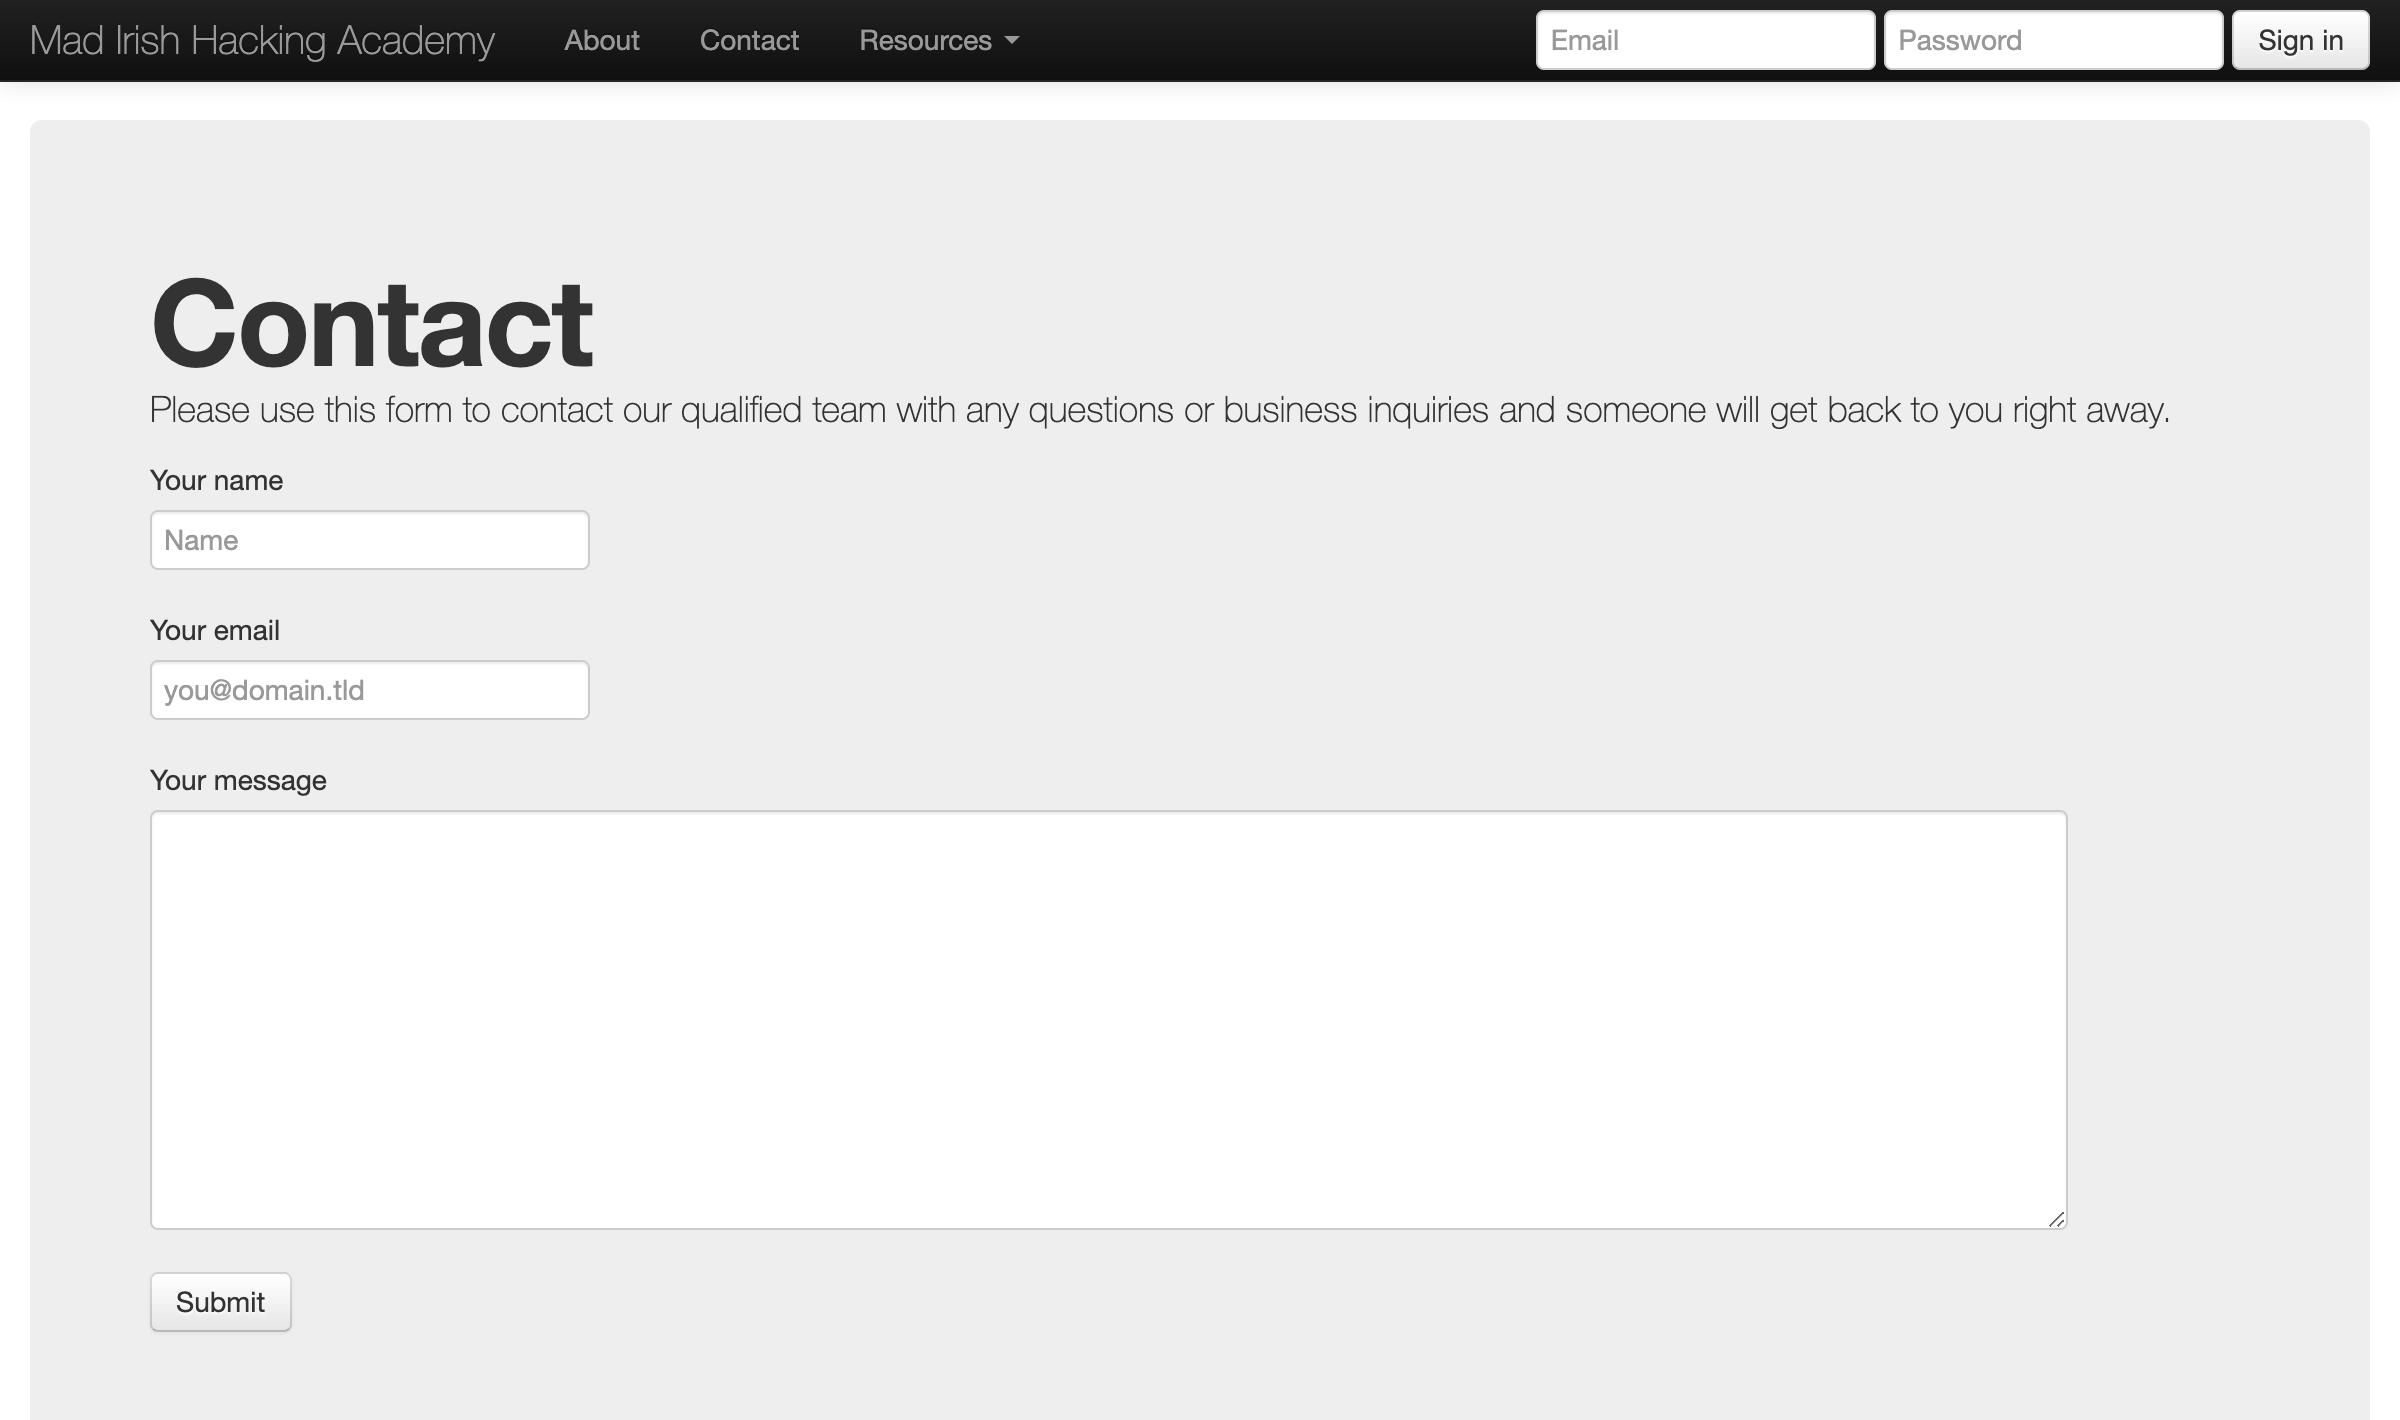 Mad Irish Hacking Academy About Contact Resources Email Password Sign in
Contact
Please use this form to contact our qualified team with any questions or business inquiries and someone will get back to you right away.
Your name
Name
Your email
you@domain.tld
Your message
Submit